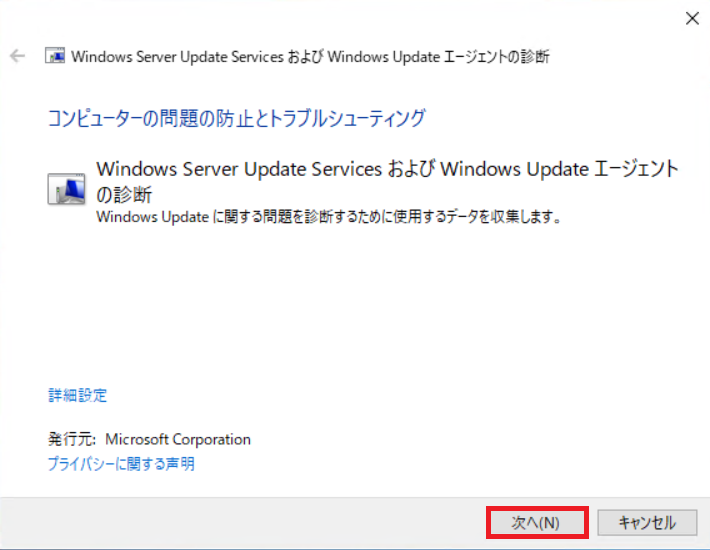 Windows Server Update Services および Windows Update エージェントの診断
コンピューターの問題の防止とトラブルシューティング
Windows Server Update Services および Windows Update エージェント
の診断
Windows Update に関する問題を診断するために使用するデータを収集します。
詳細設定
発行元: Microsoft Corporation
プライバシーに関する声明
次へ(N)
キャンセル